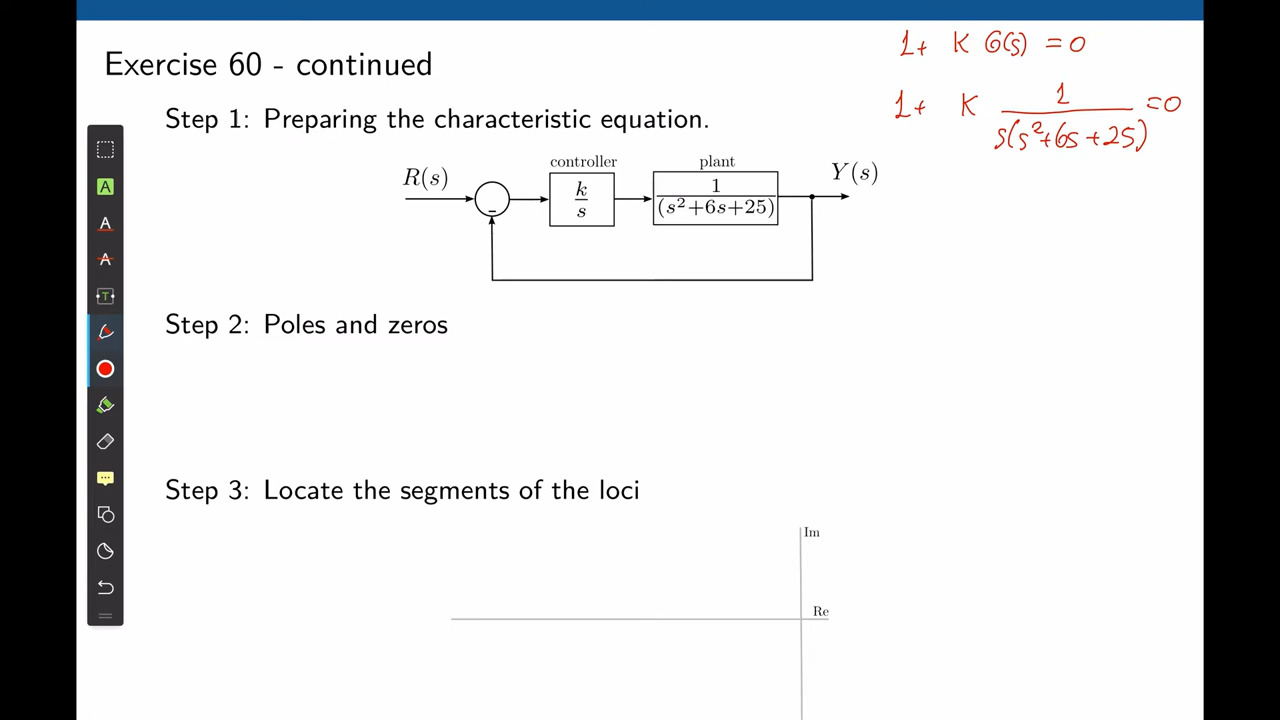 Exercise 60 - continued
1+ K G(s) = 0
Step 1: Preparing the characteristic equation.
1+ K 1/(s(s²+6s+25)) = 0
controller
plant
R(s)
k/s
1/(s²+6s+25)
Y(s)
-
Step 2: Poles and zeros
Step 3: Locate the segments of the loci
Im
Re
A
A
A
T